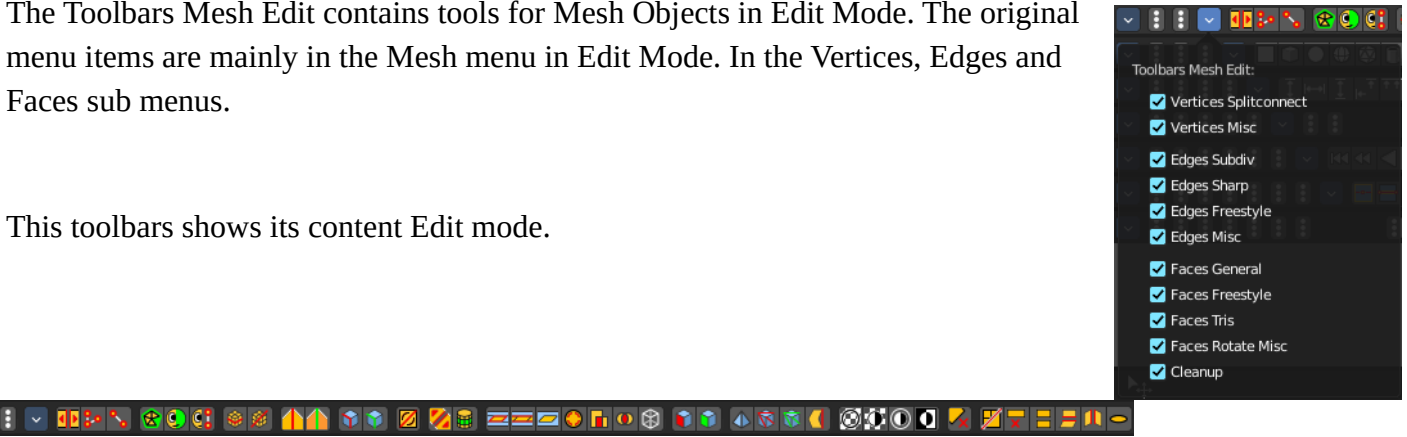 The Toolbars Mesh Edit contains tools for Mesh Objects in Edit Mode. The original
menu items are mainly in the Mesh menu in Edit Mode. In the Vertices, Edges and
Faces sub menus.
This toolbars shows its content Edit mode.
Toolbars Mesh Edit:
Vertices Splitconnect
Vertices Misc
Edges Subdiv
Edges Sharp
Edges Freestyle
Edges Misc
Faces General
Faces Freestyle
Faces Tris
Faces Rotate Misc
Cleanup